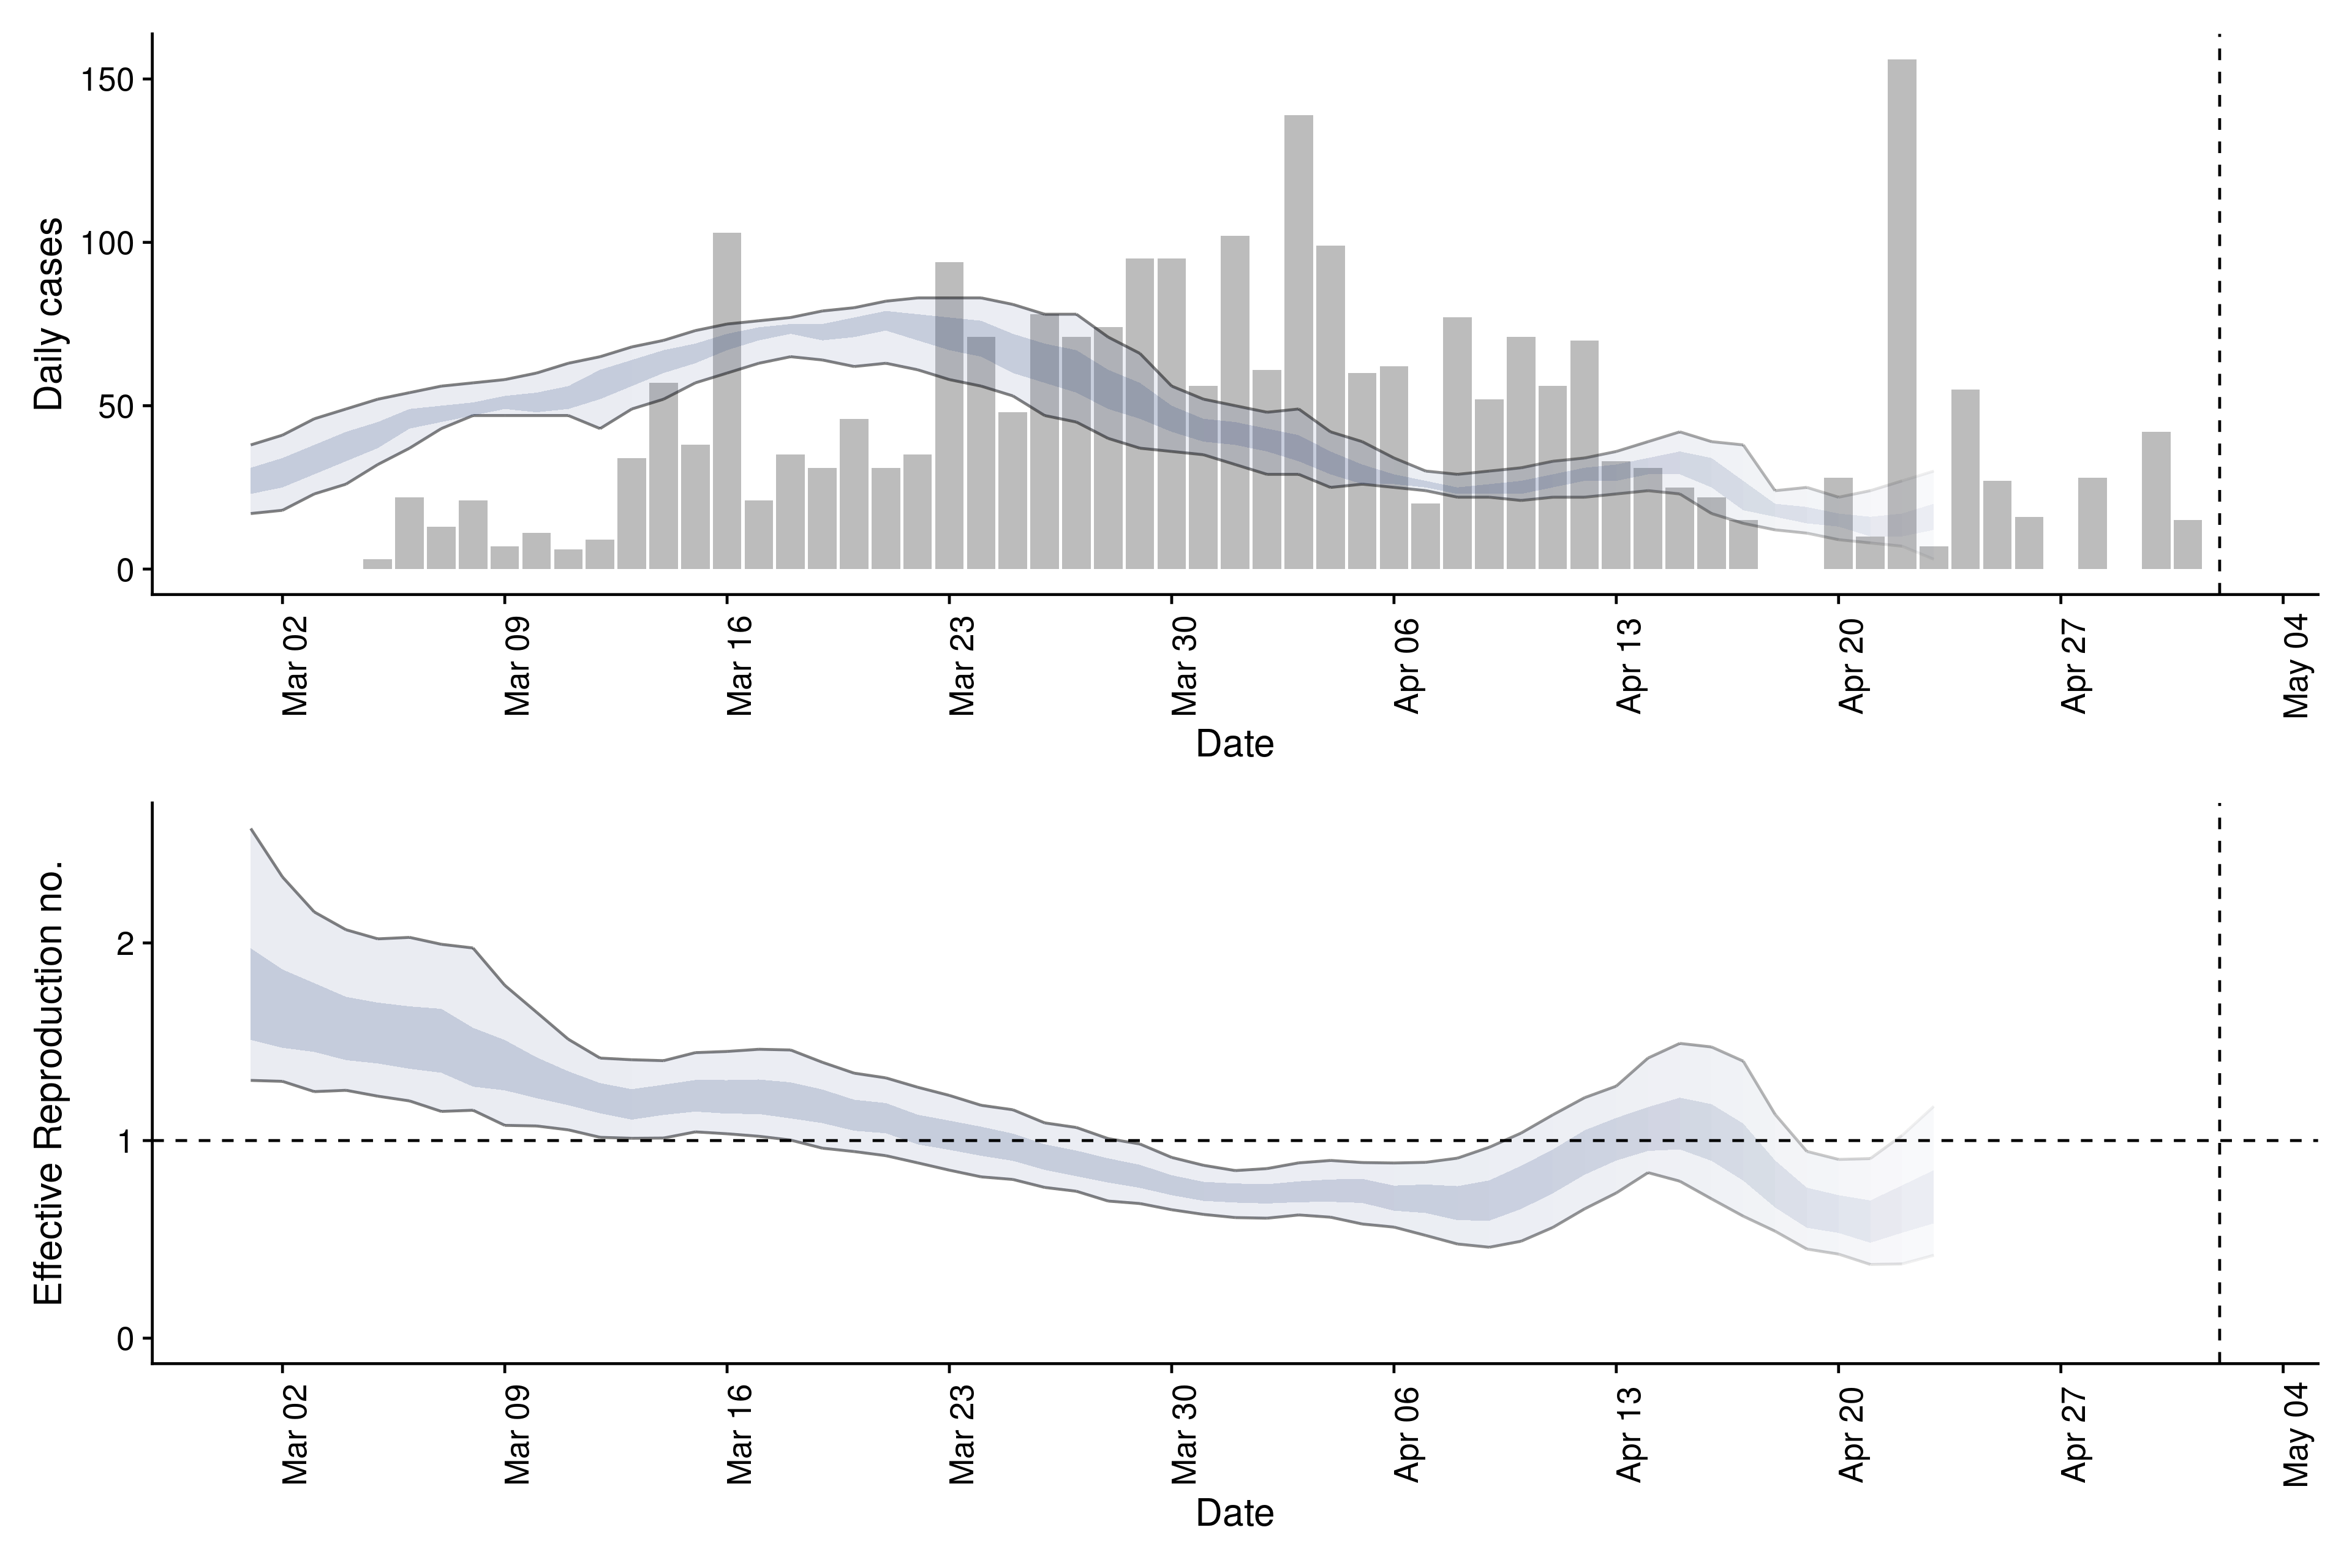 Daily cases
150
100
50
0
Mar 02
Mar 09
Mar 16
Mar 23
Mar 30
Apr 06
Apr 13
Apr 20
Apr 27
May 04
Date
Effective Reproduction no.
2
1
0
Mar 02
Mar 09
Mar 16
Mar 23
Mar 30
Apr 06
Apr 13
Apr 20
Apr 27
May 04
Date